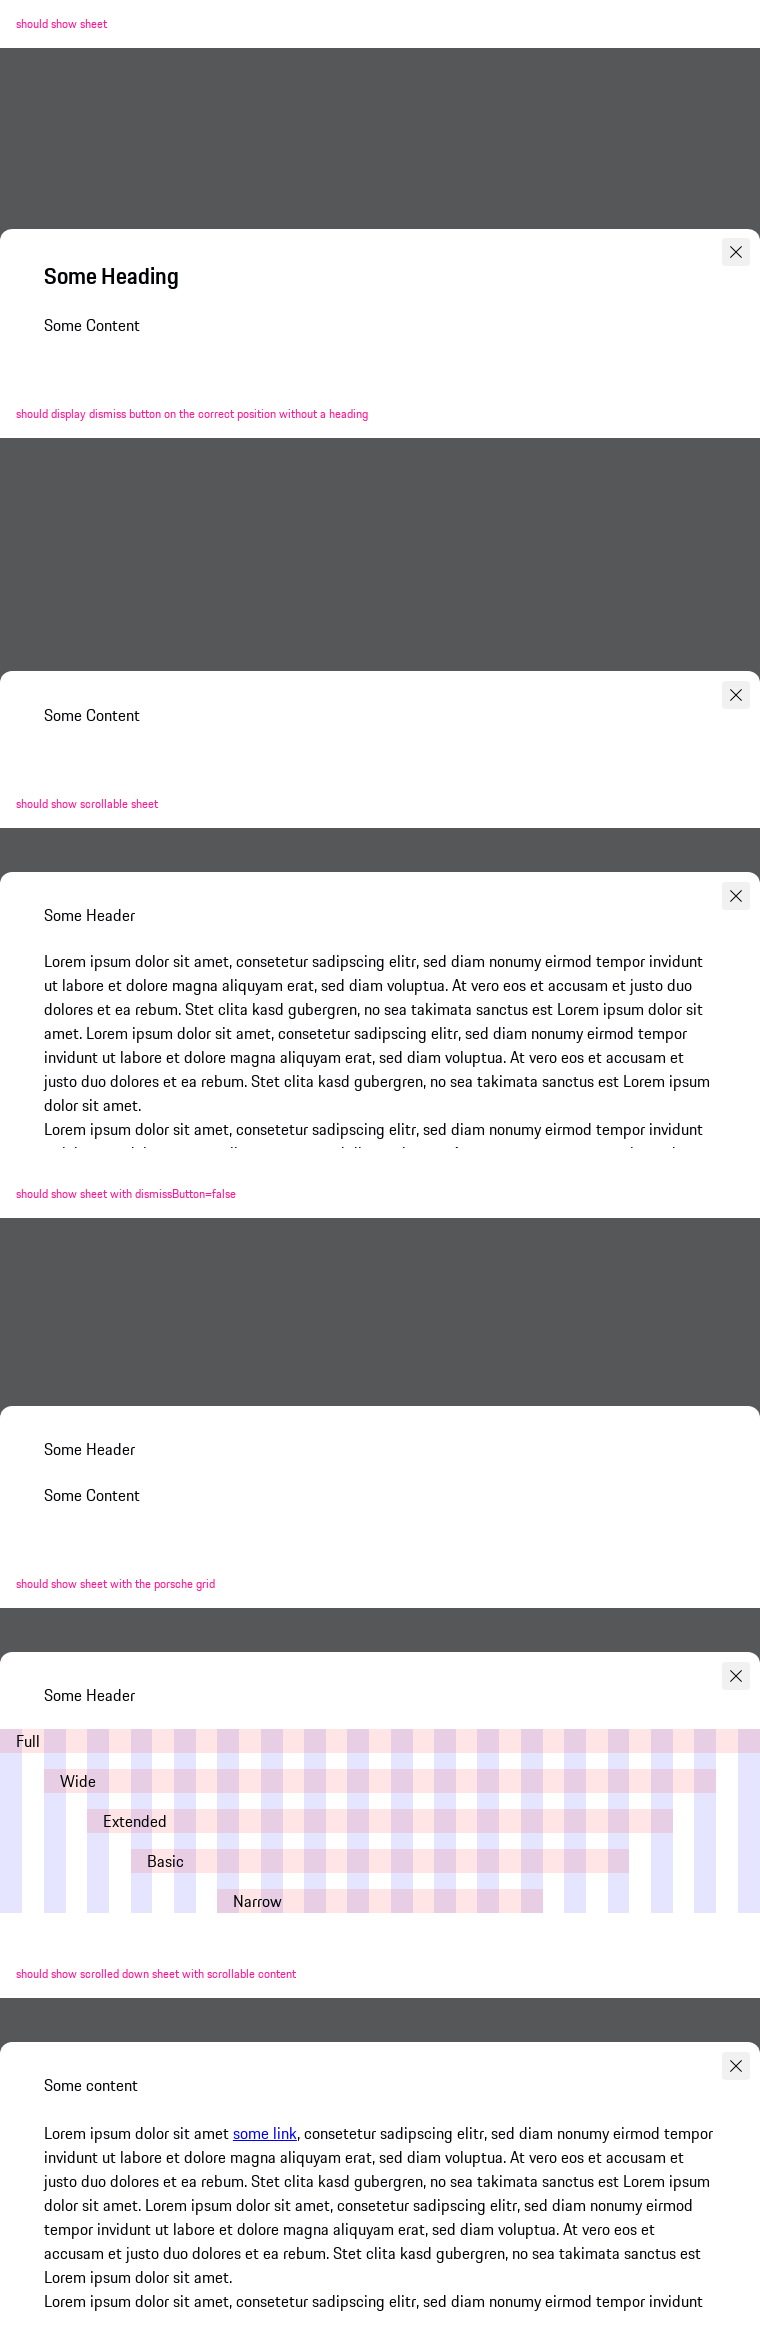 should show sheet
Some Heading
Some Content
should display dismiss button on the correct position without a heading
Some Content
should show scrollable sheet
Some Header
Lorem ipsum dolor sit amet, consetetur sadipscing elitr, sed diam nonumy eirmod tempor invidunt
ut labore et dolore magna aliquyam erat, sed diam voluptua. At vero eos et accusam et justo duo
dolores et ea rebum. Stet clita kasd gubergren, no sea takimata sanctus est Lorem ipsum dolor sit
amet. Lorem ipsum dolor sit amet, consetetur sadipscing elitr, sed diam nonumy eirmod tempor
invidunt ut labore et dolore magna aliquyam erat, sed diam voluptua. At vero eos et accusam et
justo duo dolores et ea rebum. Stet clita kasd gubergren, no sea takimata sanctus est Lorem ipsum
dolor sit amet.
Lorem ipsum dolor sit amet, consetetur sadipscing elitr, sed diam nonumy eirmod tempor invidunt
should show sheet with dismissButton=false
Some Header
Some Content
should show sheet with the porsche grid
Some Header
Full
Wide
Extended
Basic
Narrow
should show scrolled down sheet with scrollable content
Some content
Lorem ipsum dolor sit amet some link, consetetur sadipscing elitr, sed diam nonumy eirmod tempor
invidunt ut labore et dolore magna aliquyam erat, sed diam voluptua. At vero eos et accusam et
justo duo dolores et ea rebum. Stet clita kasd gubergren, no sea takimata sanctus est Lorem ipsum
dolor sit amet. Lorem ipsum dolor sit amet, consetetur sadipscing elitr, sed diam nonumy eirmod
tempor invidunt ut labore et dolore magna aliquyam erat, sed diam voluptua. At vero eos et
accusam et justo duo dolores et ea rebum. Stet clita kasd gubergren, no sea takimata sanctus est
Lorem ipsum dolor sit amet.
Lorem ipsum dolor sit amet, consetetur sadipscing elitr, sed diam nonumy eirmod tempor invidunt